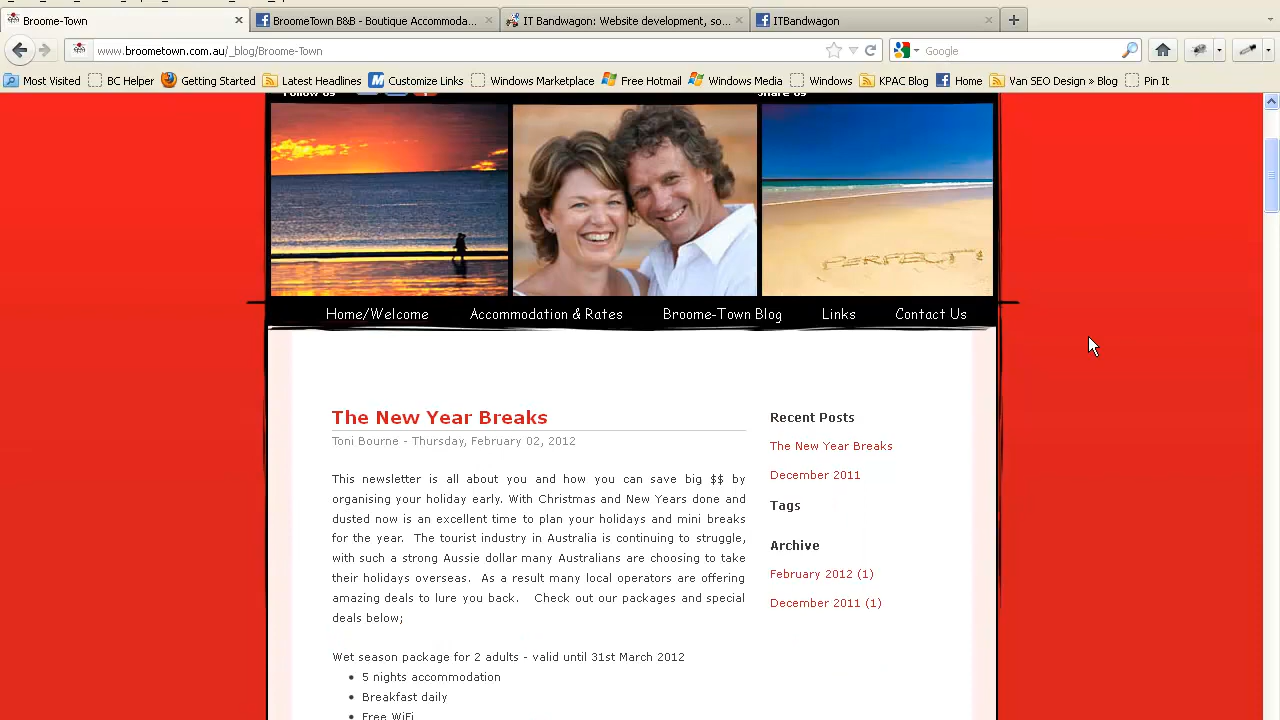 Broome-Town
BroomeTown B&B - Boutique Accommoda...
IT Bandwagon: Website development, so...
ITBandwagon
www.broometown.com.au/_blog/Broome-Town
Google
Most Visited
BC Helper
Getting Started
Latest Headlines
Customize Links
Windows Marketplace
Free Hotmail
Windows Media
Windows
KPAC Blog
Home
Van SEO Design Blog
Pin It
Follow Us
Share Us
PERFECT
Home/Welcome
Accommodation & Rates
Broome-Town Blog
Links
Contact Us
The New Year Breaks
Toni Bourne - Thursday, February 02, 2012
This newsletter is all about you and how you can save big $$ by
organising your holiday early. With Christmas and New Years done and
dusted now is an excellent time to plan your holidays and mini breaks
for the year. The tourist industry in Australia is continuing to struggle,
with such a strong Aussie dollar many Australians are choosing to take
their holidays overseas. As a result many local operators are offering
amazing deals to lure you back. Check out our packages and special
deals below;
Wet season package for 2 adults - valid until 31st March 2012
• 5 nights accommodation
• Breakfast daily
• Free WiFi
Recent Posts
The New Year Breaks
December 2011
Tags
Archive
February 2012 (1)
December 2011 (1)